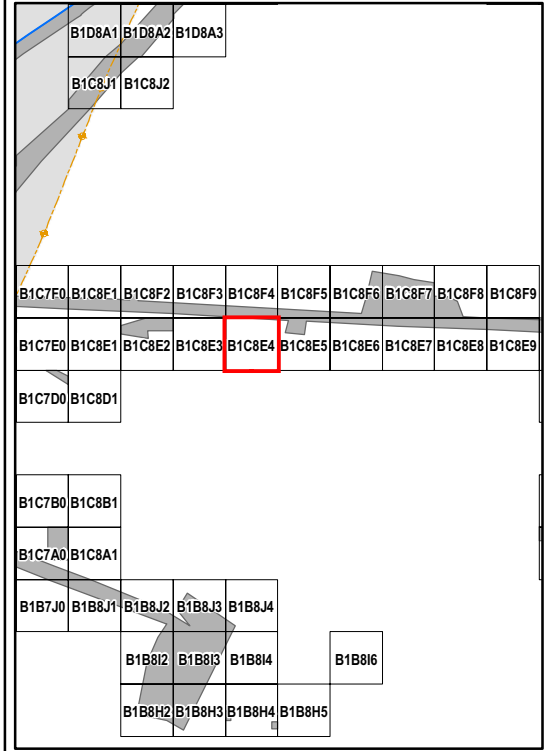 B1D8A1 B1D8A2 B1D8A3
B1C8J1 B1C8J2
B1C7F0 B1C8F1 B1C8F2 B1C8F3 B1C8F4 B1C8F5 B1C8F6 B1C8F7 B1C8F8 B1C8F9
B1C7E0 B1C8E1 B1C8E2 B1C8E3 B1C8E4 B1C8E5 B1C8E6 B1C8E7 B1C8E8 B1C8E9
B1C7D0 B1C8D1
B1C7B0 B1C8B1
B1C7A0 B1C8A1
B1B7J0 B1B8J1 B1B8J2 B1B8J3 B1B8J4
B1B8I2 B1B8I3 B1B8I4 B1B8I6
B1B8H2 B1B8H3 B1B8H4 B1B8H5